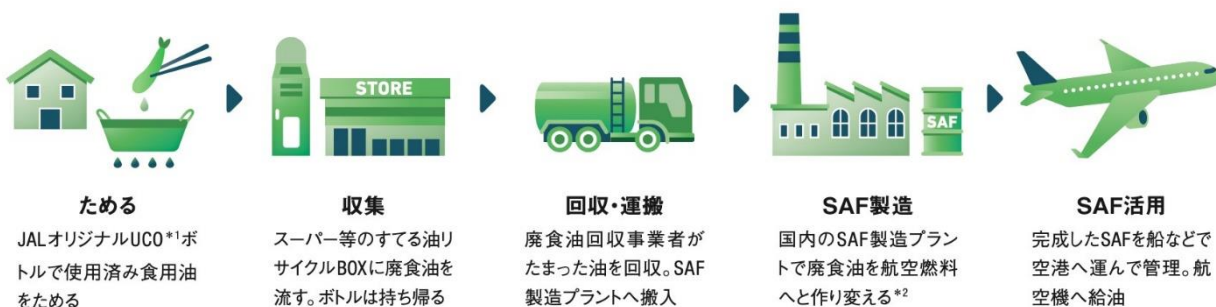 STORE
SAF
ためる
JALオリジナルUCO*1ボ
トルで使用済み食用油
をためる
収集
スーパー等のすてる油リ
サイクルBOXに廃食油を
流す。ボトルは持ち帰る
回収・運搬
廃食油回収事業者が
たまった油を回収。SAF
製造プラントへ搬入
SAF製造
国内のSAF製造プラン
トで廃食油を航空燃料
へと作り変える*2
SAF活用
完成したSAFを船などで
空港へ運んで管理。航
空機へ給油